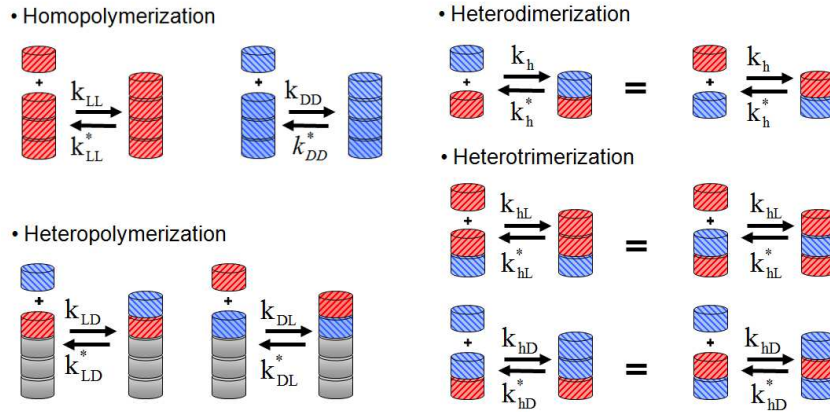 • Homopolymerization
+
k_LL
k*_LL
+
k_DD
k*_DD
• Heteropolymerization
+
k_LD
k*_LD
+
k_DL
k*_DL
• Heterodimerization
+
k_h
k*_h
=
+
k_h
k*_h
• Heterotrimerization
+
k_hL
k*_hL
=
+
k_hL
k*_hL
+
k_hD
k*_hD
=
+
k_hD
k*_hD